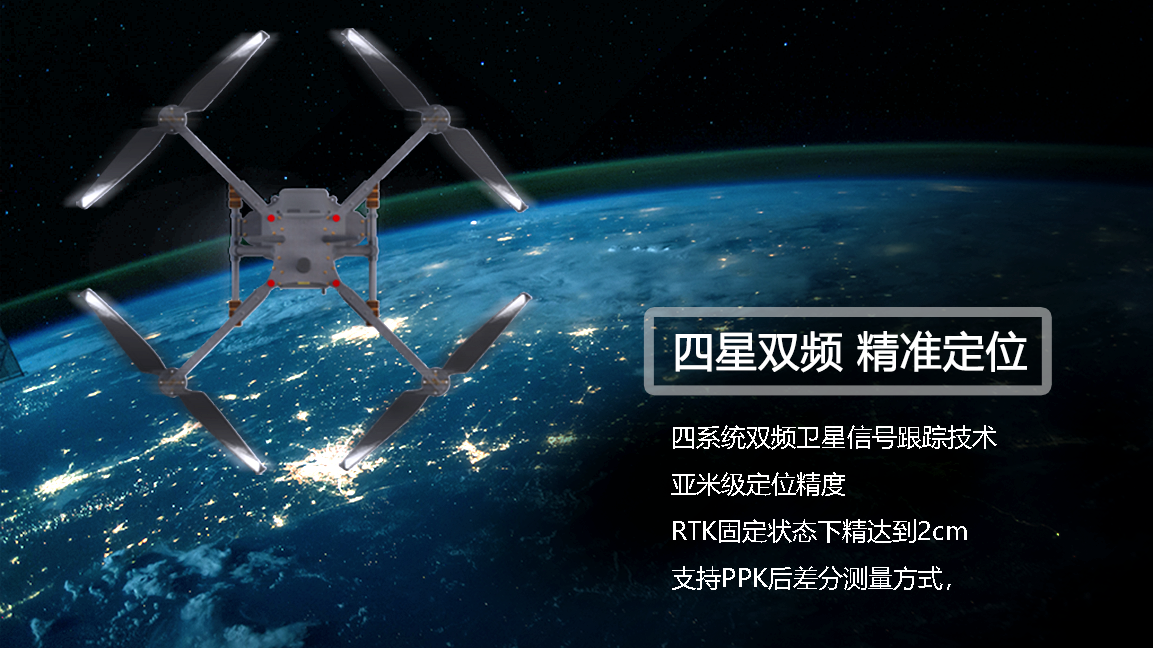 四星双频 精准定位
四系统双频卫星信号跟踪技术
亚米级定位精度
RTK固定状态下精达到2cm
支持PPK后差分测量方式，